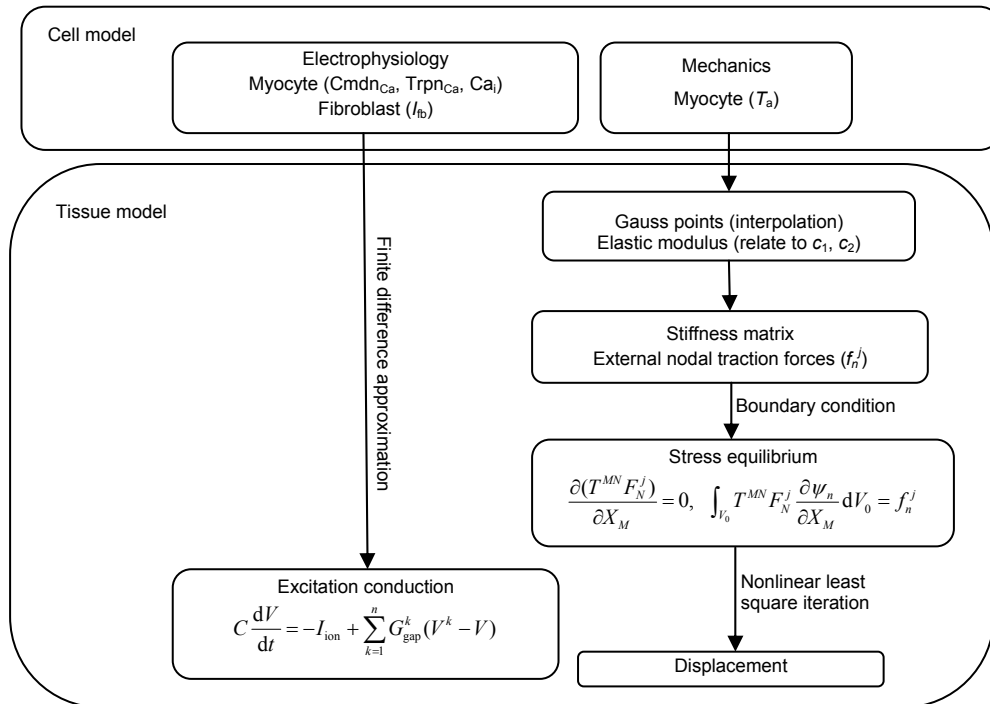 Cell model
Electrophysiology
Myocyte (Cmdn_Ca, Trpn_Ca, Ca_i)
Fibroblast (I_fb)
Mechanics
Myocyte (T_a)
Tissue model
Finite difference approximation
Gauss points (interpolation)
Elastic modulus (relate to c_1, c_2)
Stiffness matrix
External nodal traction forces (f_n^j)
Boundary condition
Stress equilibrium
∂(T^{MN} F_N^j)/∂X_M = 0, ∫_{V_0} T^{MN} F_N^j ∂ψ_n/∂X_M dV_0 = f_n^j
Nonlinear least
square iteration
Displacement
Excitation conduction
C dV/dt = −I_ion + ∑_{k=1}^{n} G_gap^k (V^k − V)